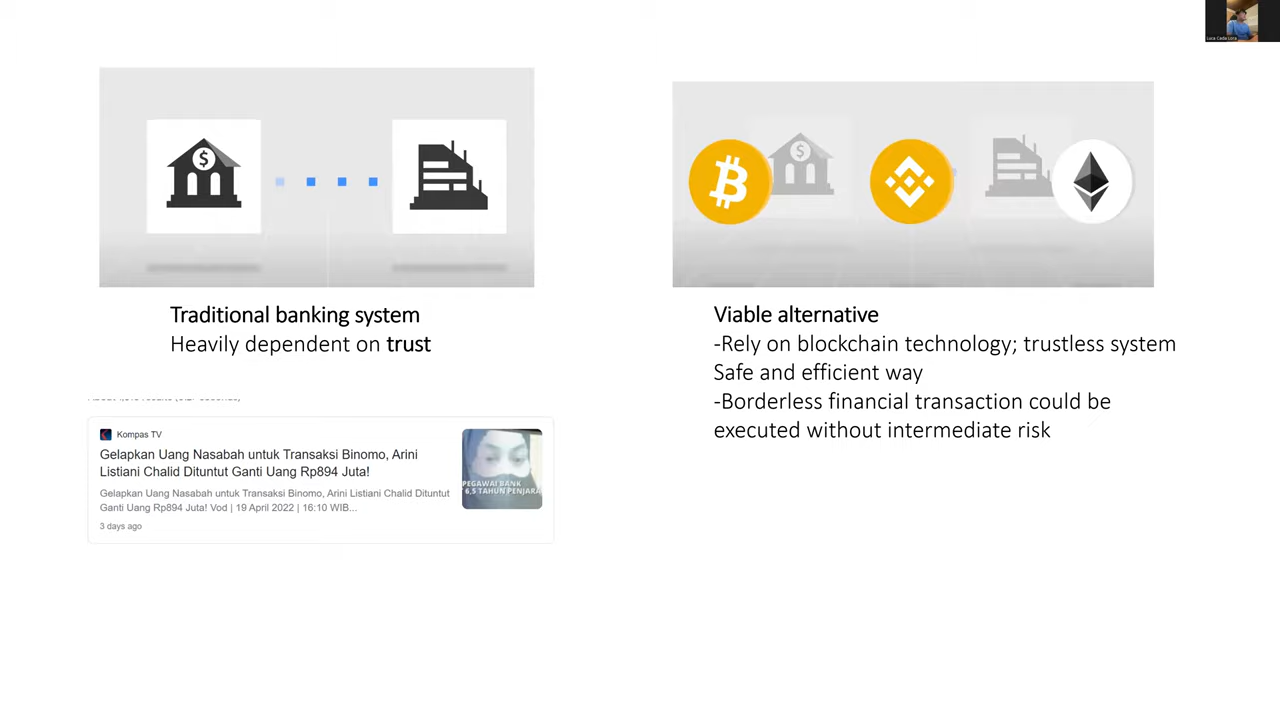 Traditional banking system
Heavily dependent on trust
Kompas TV
Gelapkan Uang Nasabah untuk Transaksi Binomo, Arini
Listiani Chalid Dituntut Ganti Uang Rp894 Juta!
Gelapkan Uang Nasabah untuk Transaksi Binomo, Arini Listiani Chalid Dituntut
Ganti Uang Rp894 Juta! Vod | 19 April 2022 | 16:10 WIB...
3 days ago
PEGAWAI BANK
6,5 TAHUN PENJARA
Viable alternative
-Rely on blockchain technology; trustless system
Safe and efficient way
-Borderless financial transaction could be
executed without intermediate risk